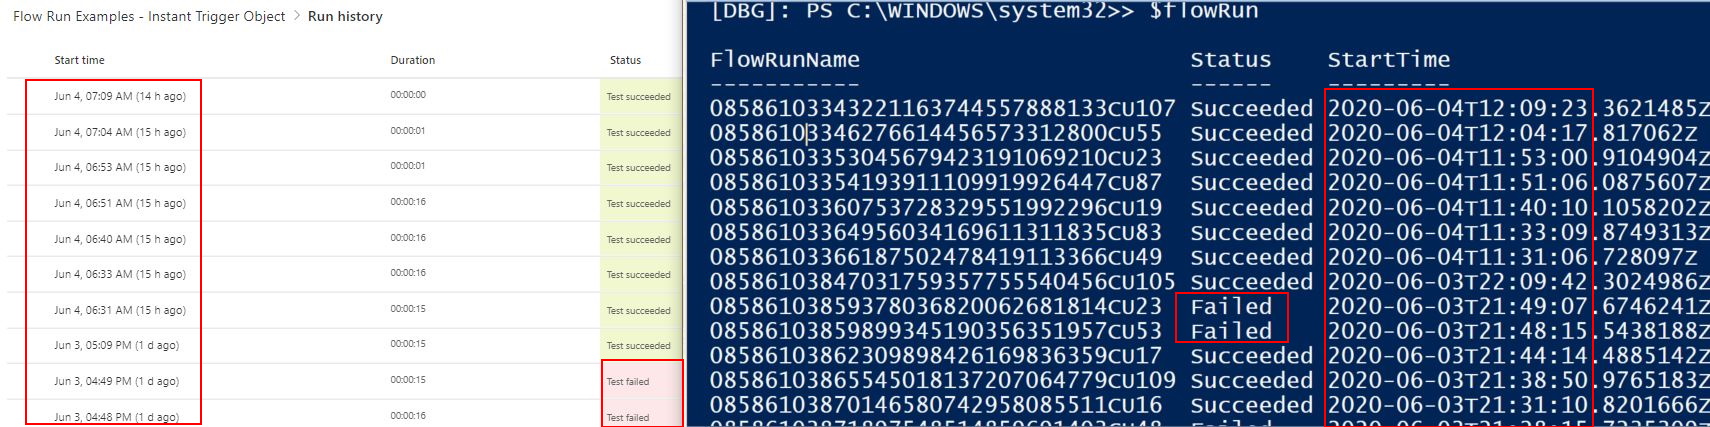 Flow Run Examples - Instant Trigger Object > Run history
Start time Duration Status
Jun 4, 07:09 AM (14 h ago) 00:00:00 Test succeeded
Jun 4, 07:04 AM (15 h ago) 00:00:01 Test succeeded
Jun 4, 06:53 AM (15 h ago) 00:00:01 Test succeeded
Jun 4, 06:51 AM (15 h ago) 00:00:16 Test succeeded
Jun 4, 06:40 AM (15 h ago) 00:00:16 Test succeeded
Jun 4, 06:33 AM (15 h ago) 00:00:16 Test succeeded
Jun 4, 06:31 AM (15 h ago) 00:00:15 Test succeeded
Jun 3, 05:09 PM (1 d ago) 00:00:15 Test succeeded
Jun 3, 04:49 PM (1 d ago) 00:00:15 Test failed
Jun 3, 04:48 PM (1 d ago) 00:00:16 Test failed
[DBG]: PS C:\WINDOWS\system32>> $flowRun
FlowRunName Status StartTime
----------- ------ ---------
08586103343221163744557888133CU107 Succeeded 2020-06-04T12:09:23.3621485Z
08586103346276614456573312800CU55 Succeeded 2020-06-04T12:04:17.817062Z
08586103353045679423191069210CU23 Succeeded 2020-06-04T11:53:00.9104904Z
08586103354193911109919926447CU87 Succeeded 2020-06-04T11:51:06.0875607Z
08586103360753728329551992296CU19 Succeeded 2020-06-04T11:40:10.1058202Z
08586103364956034169611311835CU83 Succeeded 2020-06-04T11:33:09.8749313Z
08586103366187502478419113366CU49 Succeeded 2020-06-04T11:31:06.728097Z
08586103847031759357755540456CU105 Succeeded 2020-06-03T22:09:42.3024986Z
08586103859378036820062681814CU23 Failed 2020-06-03T21:49:07.6746241Z
08586103859899345190356351957CU53 Failed 2020-06-03T21:48:15.5438188Z
08586103862309898426169836359CU17 Succeeded 2020-06-03T21:44:14.4885142Z
08586103865545018137207064779CU109 Succeeded 2020-06-03T21:38:50.9765183Z
08586103870146580742958085511CU16 Succeeded 2020-06-03T21:31:10.8201666Z